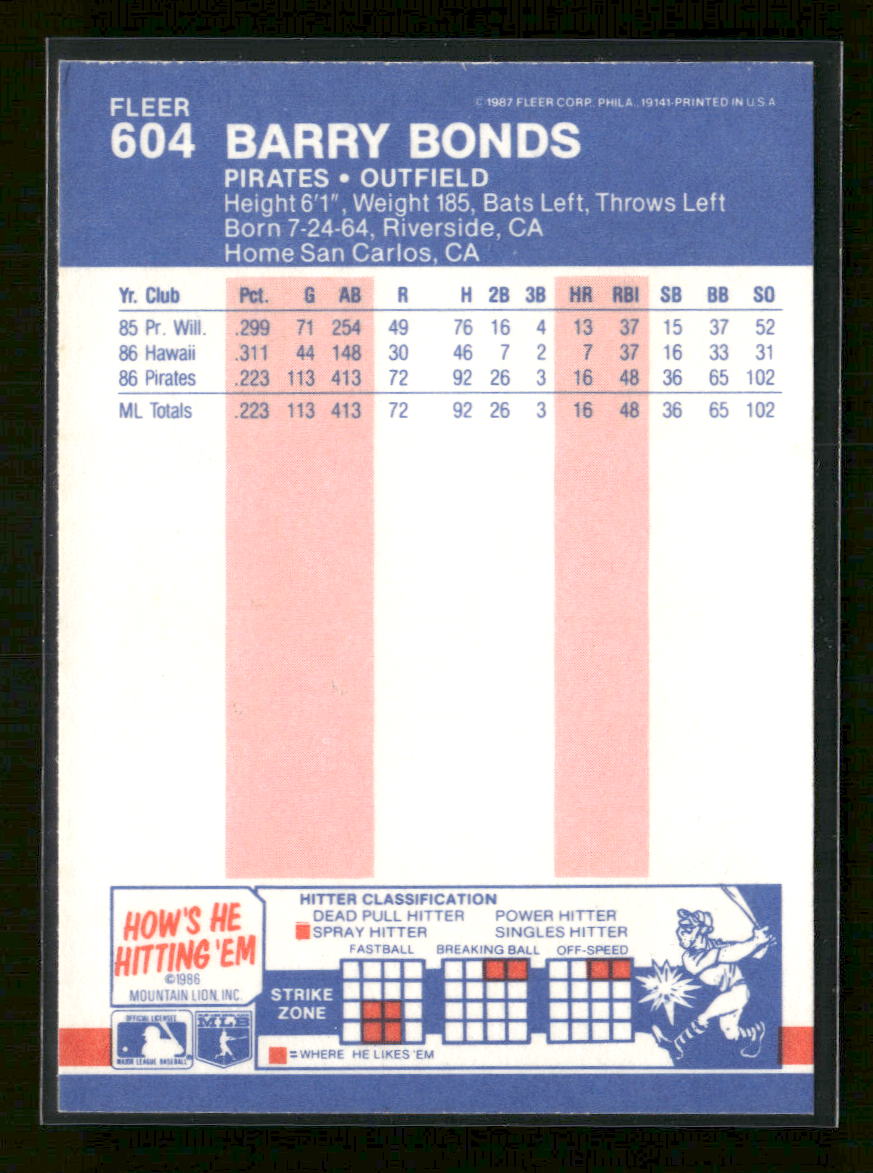 FLEER
© 1987 FLEER CORP. PHILA., 19141-PRINTED IN U.S.A
604 BARRY BONDS
PIRATES • OUTFIELD
Height 6'1", Weight 185, Bats Left, Throws Left
Born 7-24-64, Riverside, CA
Home San Carlos, CA
Yr. Club Pct. G AB R H 2B 3B HR RBI SB BB SO
85 Pr. Will. .299 71 254 49 76 16 4 13 37 15 37 52
86 Hawaii .311 44 148 30 46 7 2 7 37 16 33 31
86 Pirates .223 113 413 72 92 26 3 16 48 36 65 102
ML Totals .223 113 413 72 92 26 3 16 48 36 65 102
HOW'S HE
HITTING 'EM
©1986
MOUNTAIN LION, INC.
HITTER CLASSIFICATION
DEAD PULL HITTER POWER HITTER
SPRAY HITTER SINGLES HITTER
FASTBALL BREAKING BALL OFF-SPEED
STRIKE
ZONE
= WHERE HE LIKES 'EM
OFFICIAL LICENSEE
MAJOR LEAGUE BASEBALL
MLB